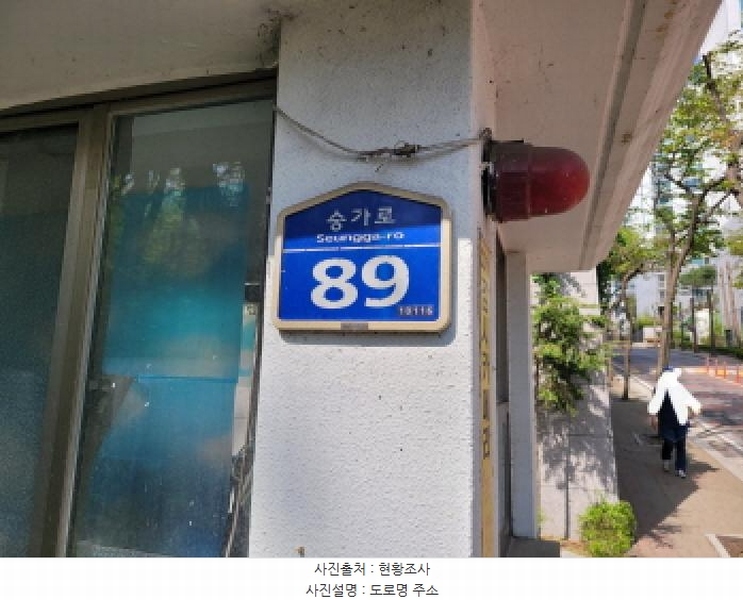 승가로
Seungga-ro
89
10116
사진출처 : 현황조사
사진설명 : 도로명 주소